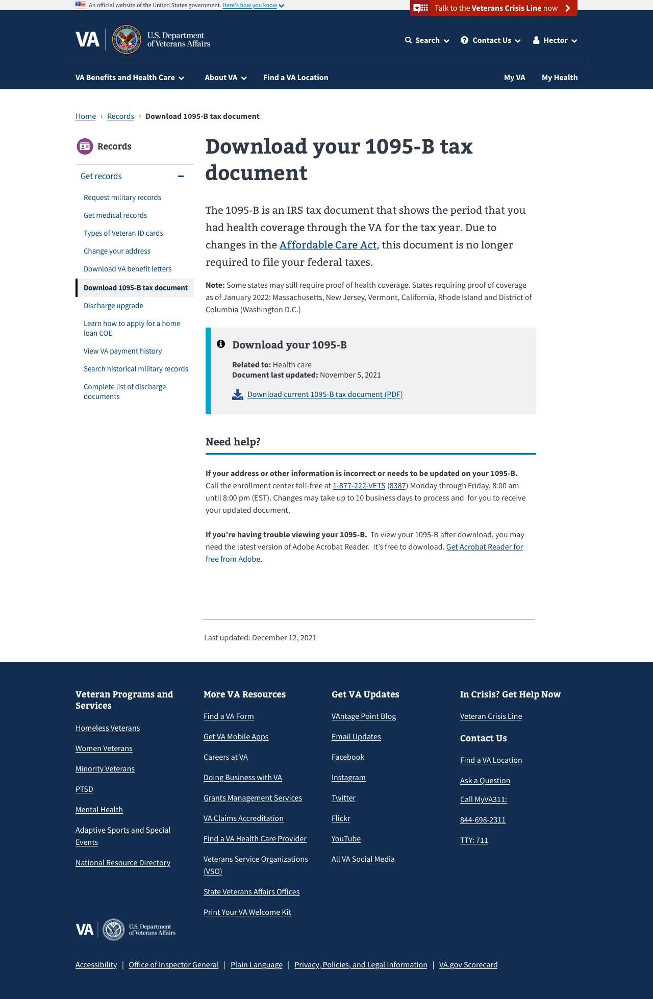 An official website of the United States government. Here's how you know
Talk to the Veterans Crisis Line now
VA
U.S. Department
of Veterans Affairs
Search
Contact Us
Hector
VA Benefits and Health Care
About VA
Find a VA Location
My VA
My Health
Home › Records › Download 1095-B tax document
Records
Get records
Request military records
Get medical records
Types of Veteran ID cards
Change your address
Download VA benefit letters
Download 1095-B tax document
Discharge upgrade
Learn how to apply for a home
loan COE
View VA payment history
Search historical military records
Complete list of discharge
documents
Download your 1095-B tax
document
The 1095-B is an IRS tax document that shows the period that you
had health coverage through the VA for the tax year. Due to
changes in the Affordable Care Act, this document is no longer
required to file your federal taxes.
Note: Some states may still require proof of health coverage. States requiring proof of coverage
as of January 2022: Massachusetts, New Jersey, Vermont, California, Rhode Island and District of
Columbia (Washington D.C.)
Download your 1095-B
Related to: Health care
Document last updated: November 5, 2021
Download current 1095-B tax document (PDF)
Need help?
If your address or other information is incorrect or needs to be updated on your 1095-B.
Call the enrollment center toll-free at 1-877-222-VETS (8387) Monday through Friday, 8:00 am
until 8:00 pm (EST). Changes may take up to 10 business days to process and  for you to receive
your updated document.
If you’re having trouble viewing your 1095-B.  To view your 1095-B after download, you may
need the latest version of Adobe Acrobat Reader.  It’s free to download. Get Acrobat Reader for
free from Adobe.
Last updated: December 12, 2021
Veteran Programs and
Services
Homeless Veterans
Women Veterans
Minority Veterans
PTSD
Mental Health
Adaptive Sports and Special
Events
National Resource Directory
More VA Resources
Find a VA Form
Get VA Mobile Apps
Careers at VA
Doing Business with VA
Grants Management Services
VA Claims Accreditation
Find a VA Health Care Provider
Veterans Service Organizations
(VSO)
State Veterans Affairs Offices
Print Your VA Welcome Kit
Get VA Updates
VAntage Point Blog
Email Updates
Facebook
Instagram
Twitter
Flickr
YouTube
All VA Social Media
In Crisis? Get Help Now
Veteran Crisis Line
Contact Us
Find a VA Location
Ask a Question
Call MyVA311:
844-698-2311
TTY: 711
VA
U.S. Department
of Veterans Affairs
Accessibility | Office of Inspector General | Plain Language | Privacy, Policies, and Legal Information | VA.gov Scorecard